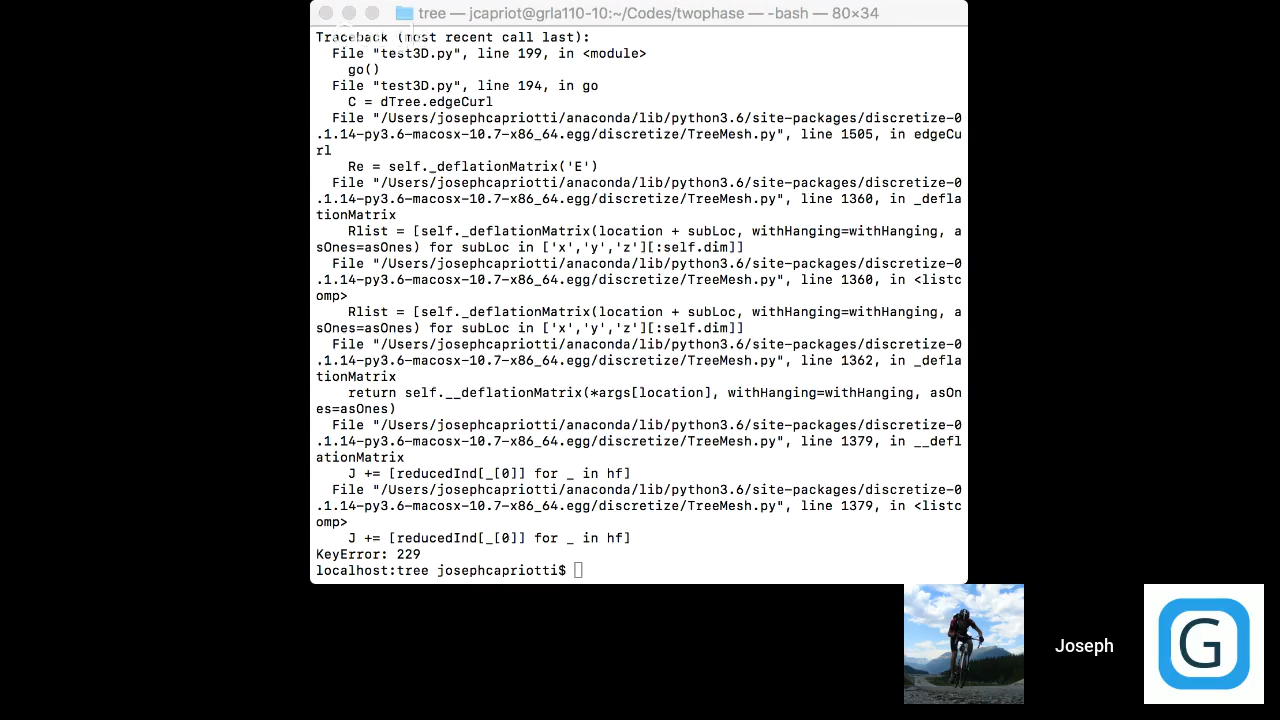 tree — jcapriot@grla110-10:~/Codes/twophase — -bash — 80×34
Traceback (most recent call last):
  File "test3D.py", line 199, in <module>
    go()
  File "test3D.py", line 194, in go
    C = dTree.edgeCurl
  File "/Users/josephcapriotti/anaconda/lib/python3.6/site-packages/discretize-0
.1.14-py3.6-macosx-10.7-x86_64.egg/discretize/TreeMesh.py", line 1505, in edgeCu
rl
    Re = self._deflationMatrix('E')
  File "/Users/josephcapriotti/anaconda/lib/python3.6/site-packages/discretize-0
.1.14-py3.6-macosx-10.7-x86_64.egg/discretize/TreeMesh.py", line 1360, in _defla
tionMatrix
    Rlist = [self._deflationMatrix(location + subLoc, withHanging=withHanging, a
sOnes=asOnes) for subLoc in ['x','y','z'][:self.dim]]
  File "/Users/josephcapriotti/anaconda/lib/python3.6/site-packages/discretize-0
.1.14-py3.6-macosx-10.7-x86_64.egg/discretize/TreeMesh.py", line 1360, in <listc
omp>
    Rlist = [self._deflationMatrix(location + subLoc, withHanging=withHanging, a
sOnes=asOnes) for subLoc in ['x','y','z'][:self.dim]]
  File "/Users/josephcapriotti/anaconda/lib/python3.6/site-packages/discretize-0
.1.14-py3.6-macosx-10.7-x86_64.egg/discretize/TreeMesh.py", line 1362, in _defla
tionMatrix
    return self.__deflationMatrix(*args[location], withHanging=withHanging, asOn
es=asOnes)
  File "/Users/josephcapriotti/anaconda/lib/python3.6/site-packages/discretize-0
.1.14-py3.6-macosx-10.7-x86_64.egg/discretize/TreeMesh.py", line 1379, in __defl
ationMatrix
    J += [reducedInd[_[0]] for _ in hf]
  File "/Users/josephcapriotti/anaconda/lib/python3.6/site-packages/discretize-0
.1.14-py3.6-macosx-10.7-x86_64.egg/discretize/TreeMesh.py", line 1379, in <listc
omp>
    J += [reducedInd[_[0]] for _ in hf]
KeyError: 229
localhost:tree josephcapriotti$
Joseph
G